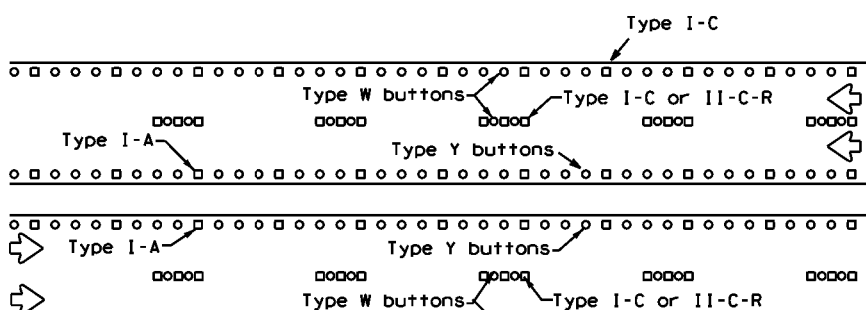 Type I-C
Type W buttons
Type I-C or II-C-R
Type I-A
Type Y buttons
Type I-A
Type Y buttons
Type W buttons
Type I-C or II-C-R